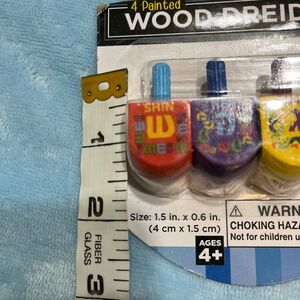 4 Painted
WOOD DREID
SHIN
Size: 1.5 in. x 0.6 in.
(4 cm x 1.5 cm)
AGES
4+
WARN
CHOKING HAZA
Not for children u
1
2
FIBER
GLASS
3